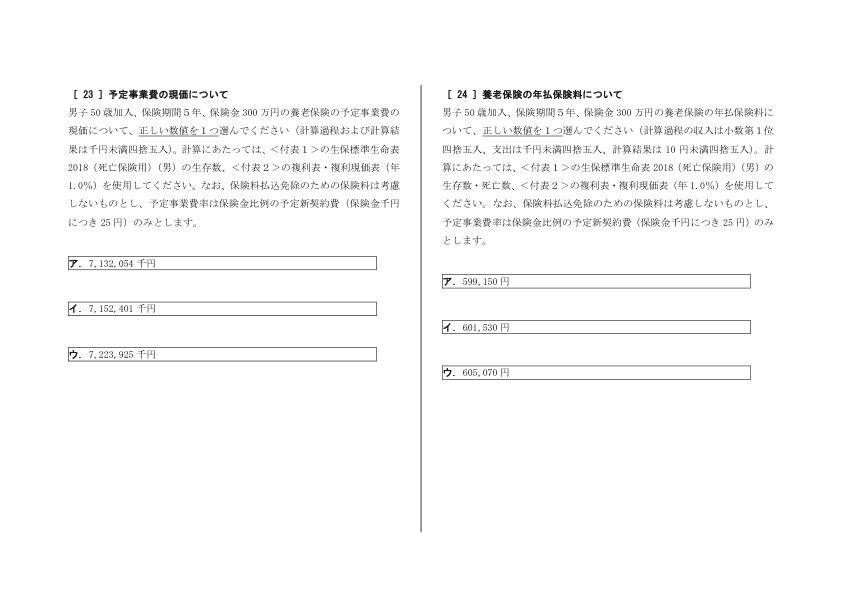 ［ 23 ］予定事業費の現価について
男子 50 歳加入、保険期間５年、保険金 300 万円の養老保険の予定事業費の
現価について、正しい数値を１つ選んでください（計算過程および計算結
果は千円未満四捨五入）。計算にあたっては、＜付表１＞の生保標準生命表
2018（死亡保険用）（男）の生存数、＜付表２＞の複利表・複利現価表（年
1.0%）を使用してください。なお、保険料払込免除のための保険料は考慮
しないものとし、予定事業費率は保険金比例の予定新契約費（保険金千円
につき 25 円）のみとします。
ア．7,132,054 千円
イ．7,152,401 千円
ウ．7,223,925 千円
［ 24 ］養老保険の年払保険料について
男子 50 歳加入、保険期間５年、保険金 300 万円の養老保険の年払保険料に
ついて、正しい数値を１つ選んでください（計算過程の収入は小数第１位
四捨五入、支出は千円未満四捨五入、計算結果は 10 円未満四捨五入）。計
算にあたっては、＜付表１＞の生保標準生命表 2018（死亡保険用）（男）の
生存数・死亡数、＜付表２＞の複利表・複利現価表（年 1.0%）を使用して
ください。なお、保険料払込免除のための保険料は考慮しないものとし、
予定事業費率は保険金比例の予定新契約費（保険金千円につき 25 円）のみ
とします。
ア．599,150 円
イ．601,530 円
ウ．605,070 円